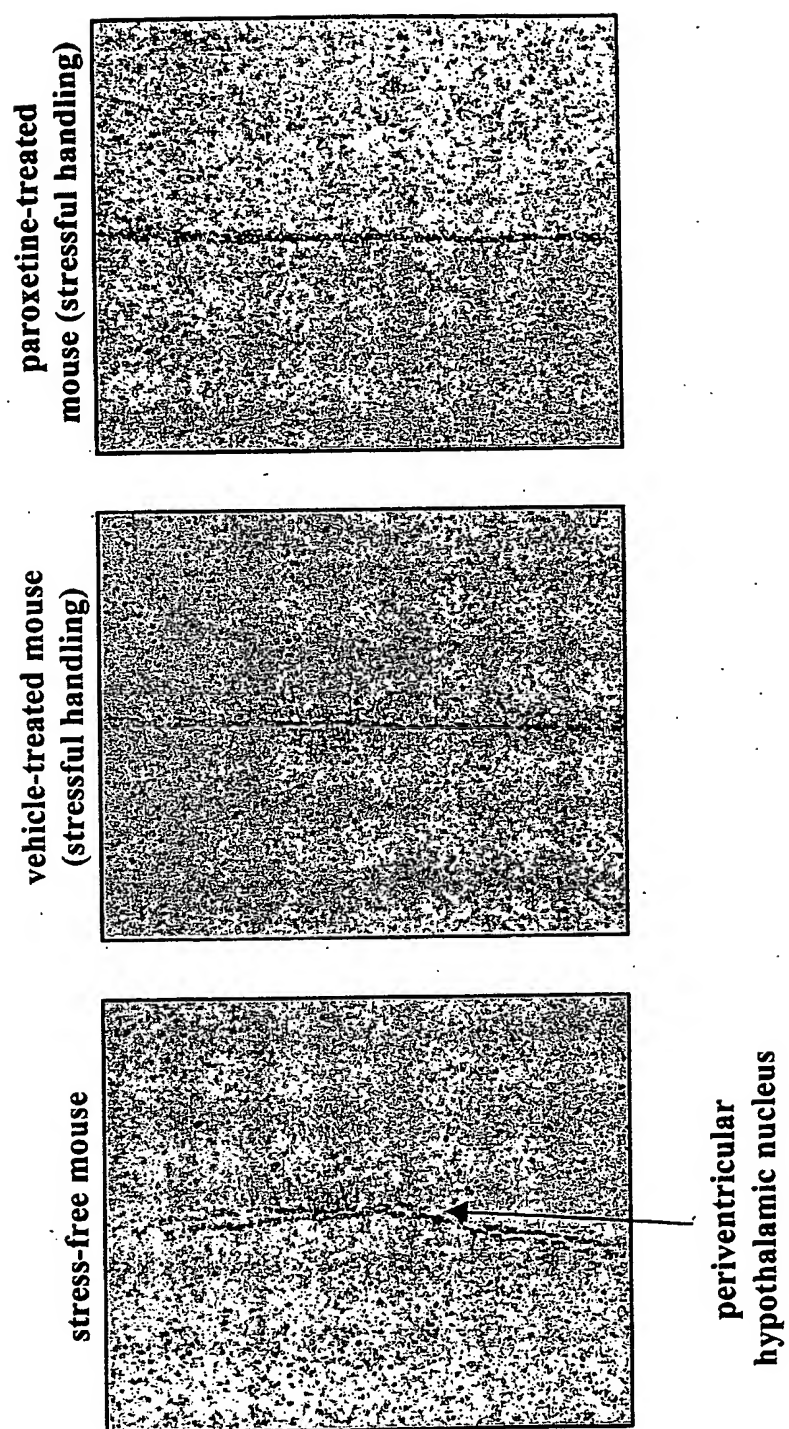 stress-free mouse
vehicle-treated mouse
(stressful handling)
paroxetine-treated
mouse (stressful handling)
periventricular
hypothalamic nucleus